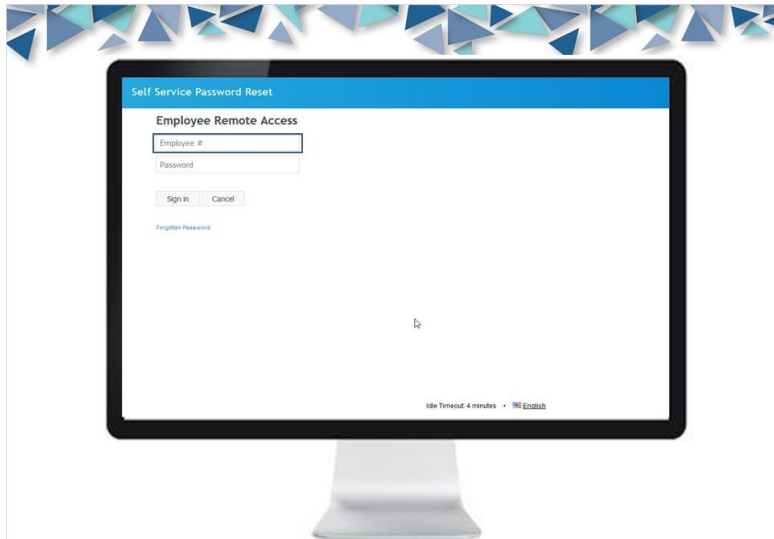 Self Service Password Reset
Employee Remote Access
Employee #
Password
Sign in Cancel
Forgotten Password
Idle Timeout: 4 minutes • English